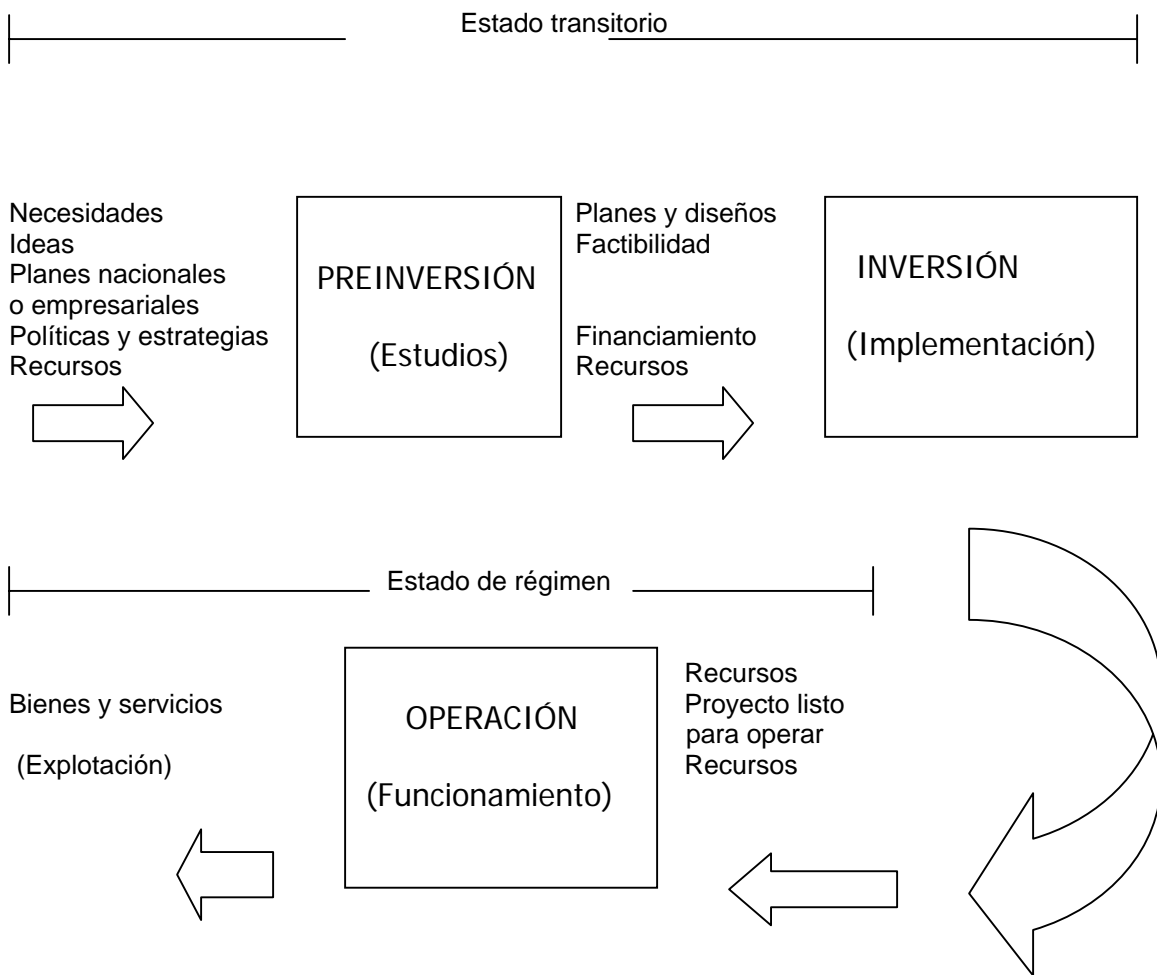 Estado transitorio
Necesidades
Ideas
Planes nacionales
o empresariales
Políticas y estrategias
Recursos
PREINVERSIÓN
(Estudios)
Planes y diseños
Factibilidad
Financiamiento
Recursos
INVERSIÓN
(Implementación)
Estado de régimen
Recursos
Proyecto listo
para operar
Recursos
OPERACIÓN
(Funcionamiento)
Bienes y servicios
(Explotación)